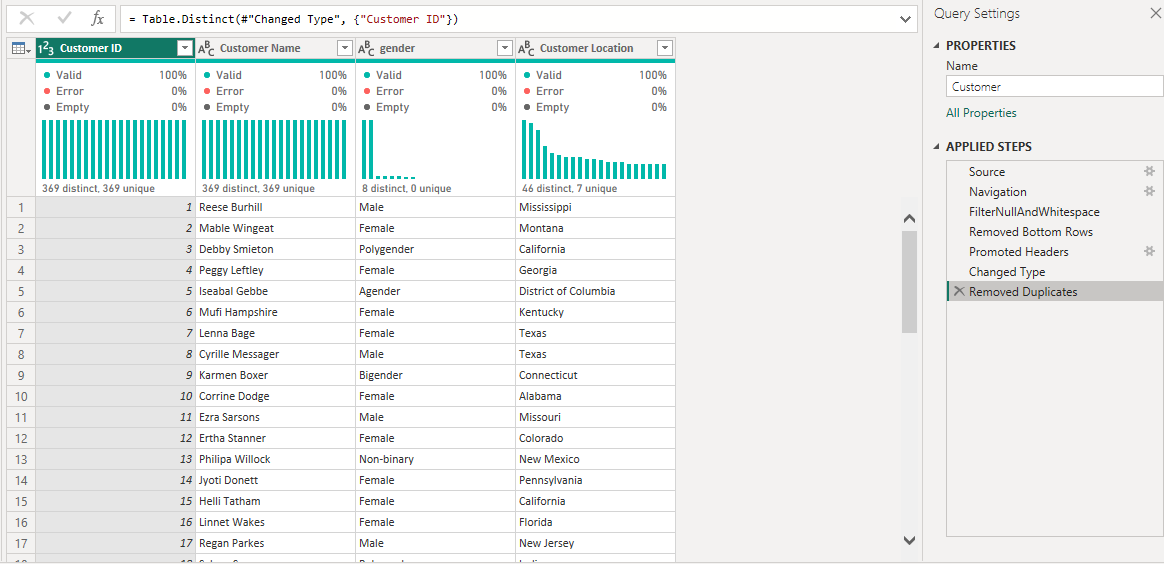 fx
= Table.Distinct(#"Changed Type", {"Customer ID"})
1²3 Customer ID
ABC Customer Name
ABC gender
ABC Customer Location
Valid 100%
Error 0%
Empty 0%
369 distinct, 369 unique
Valid 100%
Error 0%
Empty 0%
369 distinct, 369 unique
Valid 100%
Error 0%
Empty 0%
8 distinct, 0 unique
Valid 100%
Error 0%
Empty 0%
46 distinct, 7 unique
1 1 Reese Burhill Male Mississippi
2 2 Mable Wingeat Female Montana
3 3 Debby Smieton Polygender California
4 4 Peggy Leftley Female Georgia
5 5 Iseabal Gebbe Agender District of Columbia
6 6 Mufi Hampshire Female Kentucky
7 7 Lenna Bage Female Texas
8 8 Cyrille Messager Male Texas
9 9 Karmen Boxer Bigender Connecticut
10 10 Corrine Dodge Female Alabama
11 11 Ezra Sarsons Male Missouri
12 12 Ertha Stanner Female Colorado
13 13 Philipa Willock Non-binary New Mexico
14 14 Jyoti Donett Female Pennsylvania
15 15 Helli Tatham Female California
16 16 Linnet Wakes Female Florida
17 17 Regan Parkes Male New Jersey
Query Settings
PROPERTIES
Name
Customer
All Properties
APPLIED STEPS
Source
Navigation
FilterNullAndWhitespace
Removed Bottom Rows
Promoted Headers
Changed Type
Removed Duplicates